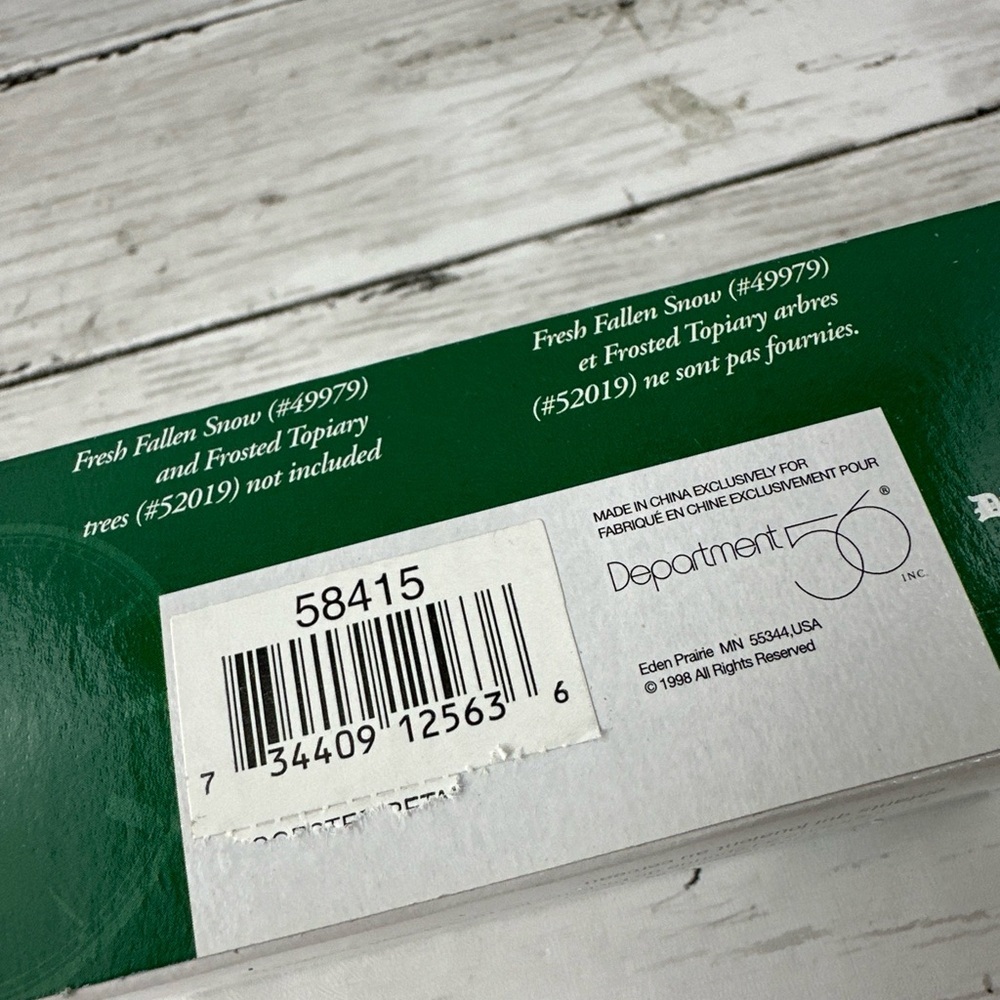 Fresh Fallen Snow (#49979)
and Frosted Topiary
trees (#52019) not included
Fresh Fallen Snow (#49979)
et Frosted Topiary arbres
(#52019) ne sont pas fournies.
MADE IN CHINA EXCLUSIVELY FOR
FABRIQUÉ EN CHINE EXCLUSIVEMENT POUR
Department 56®
INC.
Eden Prairie MN 55344,USA
© 1998 All Rights Reserved
58415
7 34409 12563 6